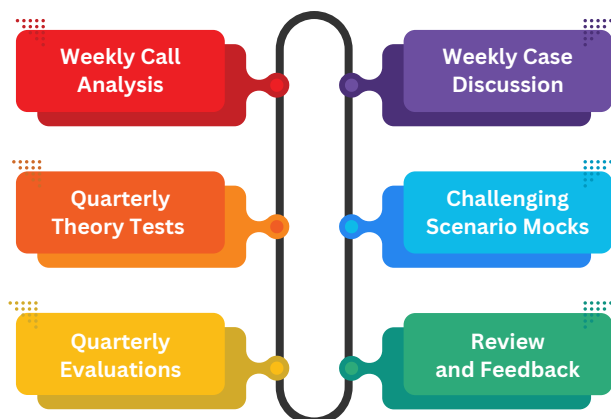 Weekly Call
Analysis
Weekly Case
Discussion
Quarterly
Theory Tests
Challenging
Scenario Mocks
Quarterly
Evaluations
Review
and Feedback